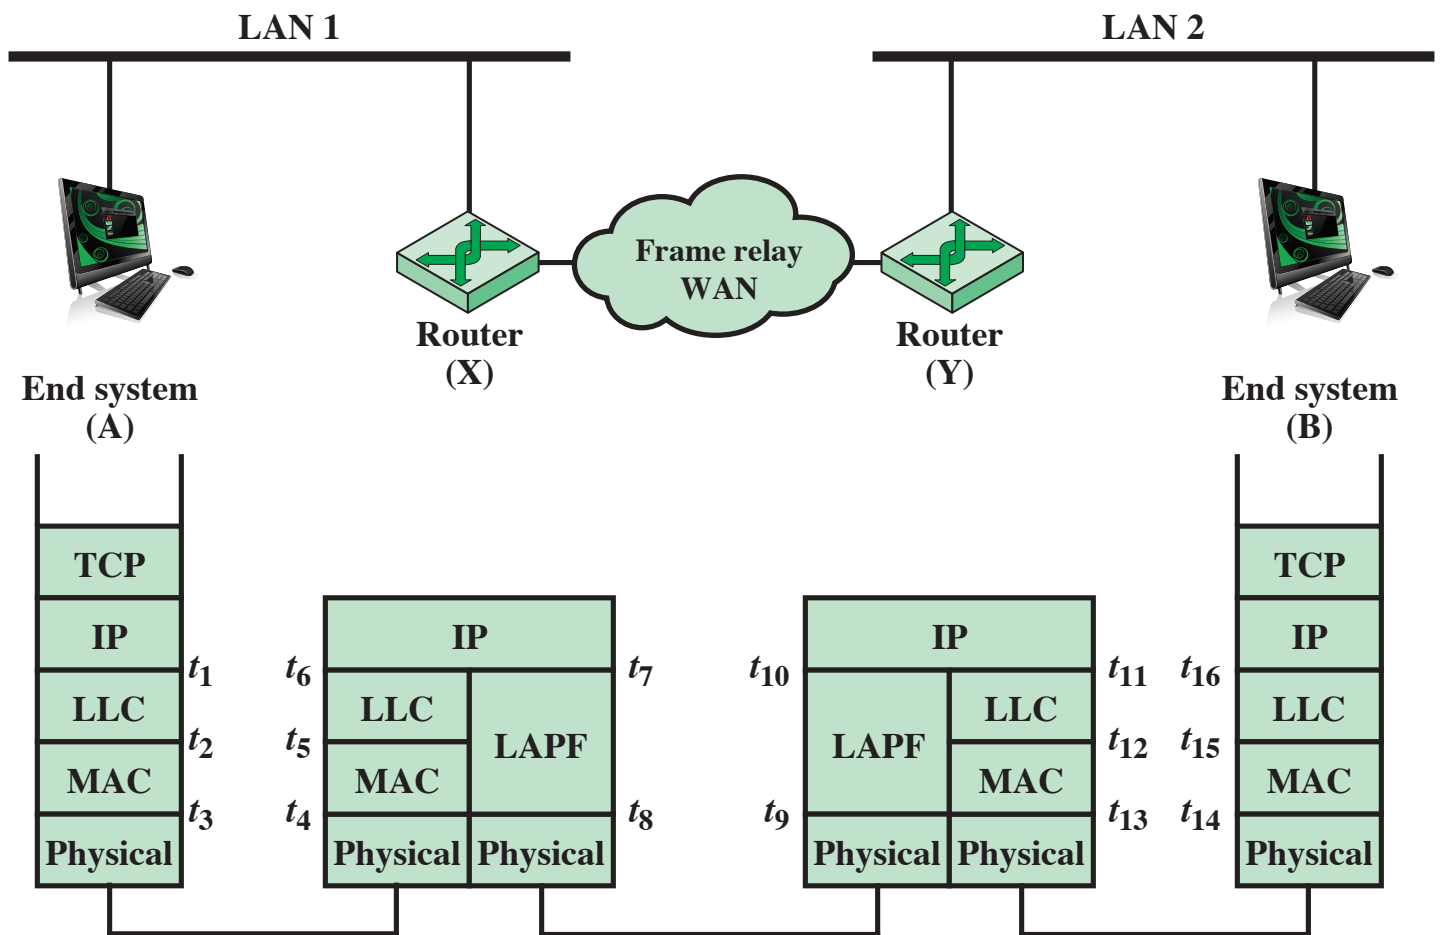 LAN 1
LAN 2
Frame relay
WAN
Router
(X)
Router
(Y)
End system
(A)
End system
(B)
TCP
IP
LLC
MAC
Physical
t1
t2
t3
t6
t5
t4
IP
LLC
MAC
LAPF
Physical
Physical
t7
t8
t10
t9
IP
LAPF
LLC
MAC
Physical
Physical
t11
t12
t13
t16
t15
t14
TCP
IP
LLC
MAC
Physical